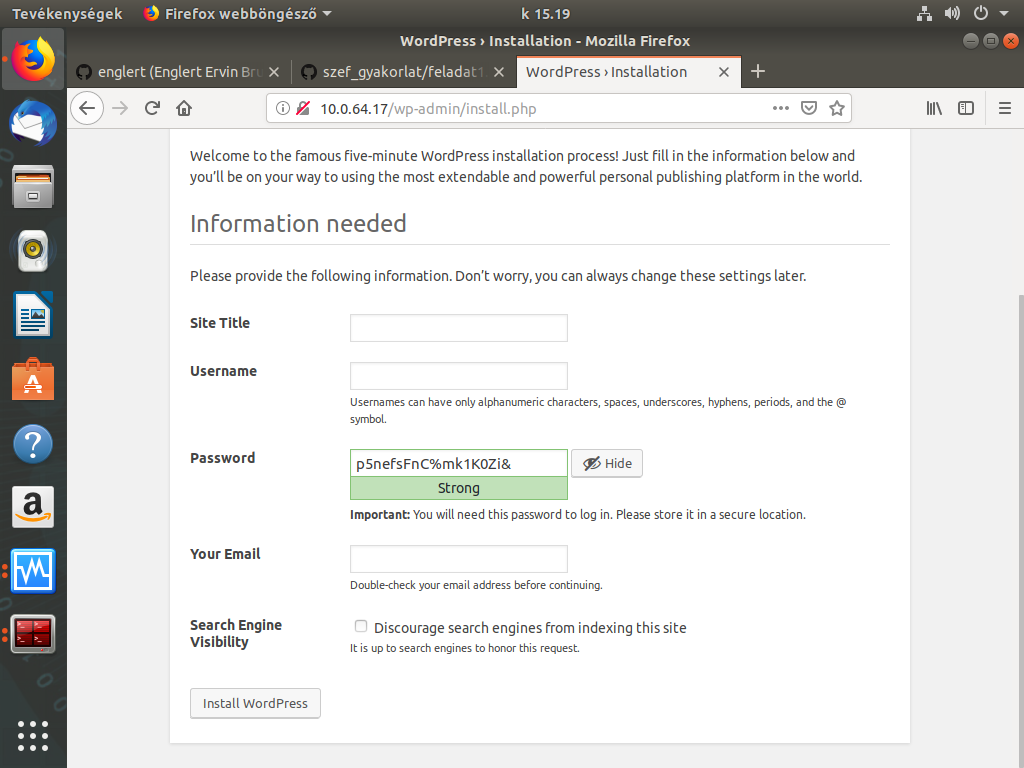 Tevékenységek Firefox webböngésző k 15.19
WordPress › Installation - Mozilla Firefox
englert (Englert Ervin Bru szef_gyakorlat/feladat1 WordPress › Installation
10.0.64.17/wp-admin/install.php
Welcome to the famous five-minute WordPress installation process! Just fill in the information below and
you’ll be on your way to using the most extendable and powerful personal publishing platform in the world.
Information needed
Please provide the following information. Don’t worry, you can always change these settings later.
Site Title
Username
Usernames can have only alphanumeric characters, spaces, underscores, hyphens, periods, and the @
symbol.
Password p5nefsFnC%mk1K0Zi& Hide
Strong
Important: You will need this password to log in. Please store it in a secure location.
Your Email
Double-check your email address before continuing.
Search Engine
Visibility
Discourage search engines from indexing this site
It is up to search engines to honor this request.
Install WordPress